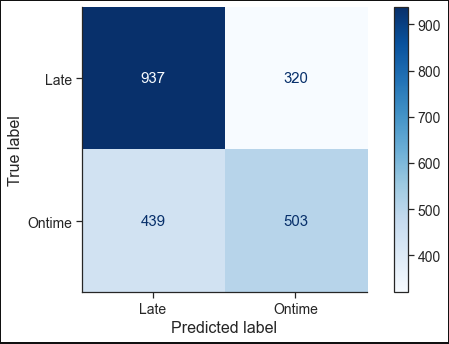 Late
937
320
Ontime
439
503
Late
Ontime
Predicted label
True label
900
800
700
600
500
400